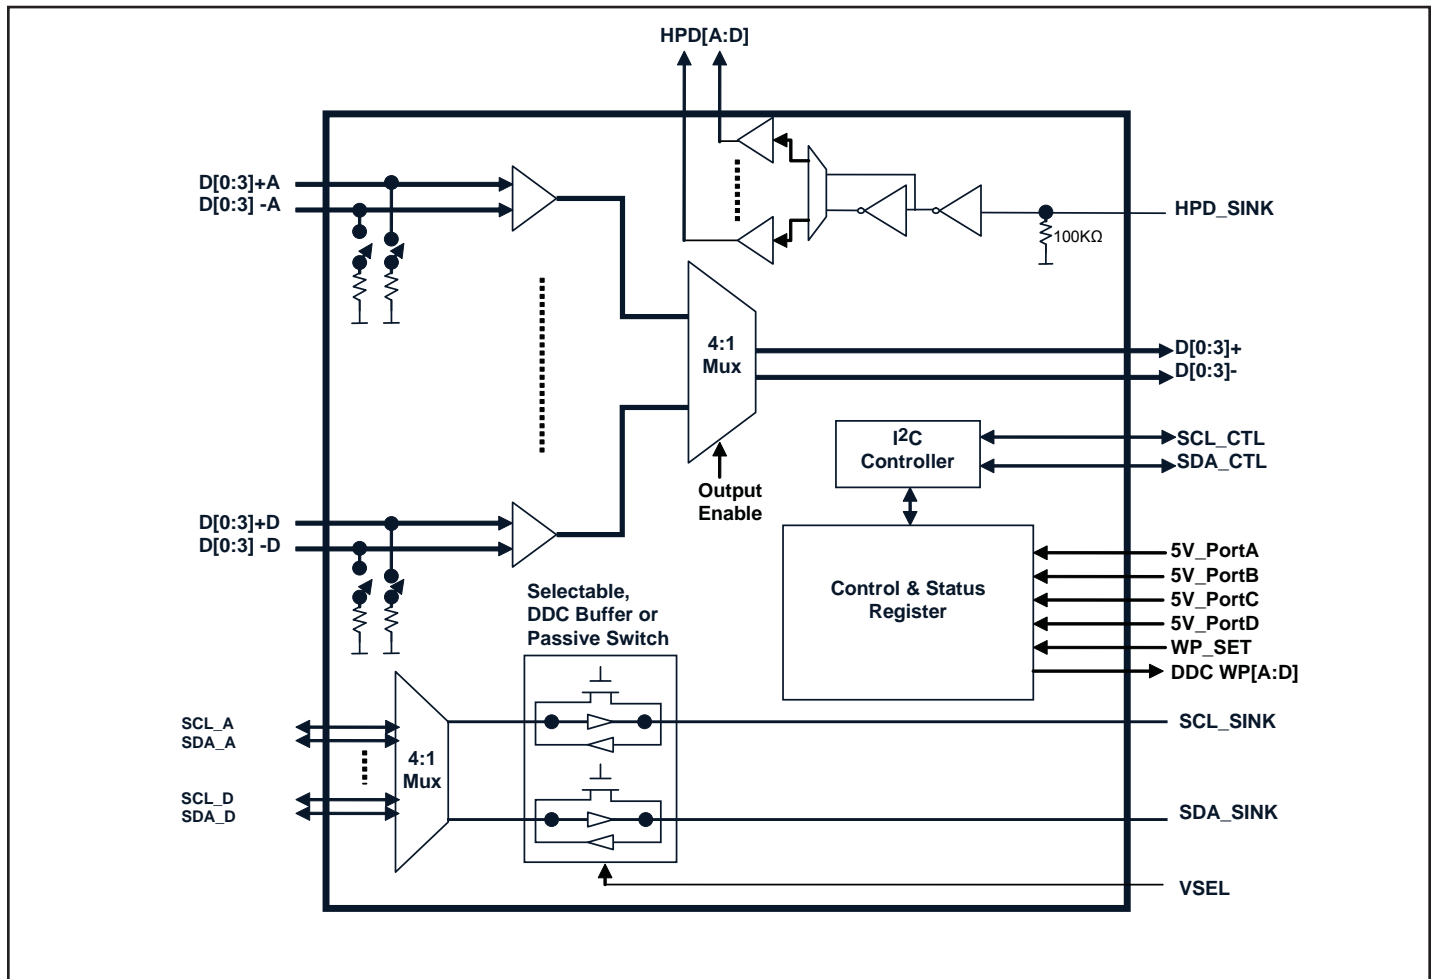 HPD[A:D]
D[0:3]+A
D[0:3] -A
HPD_SINK
100KΩ
4:1
Mux
D[0:3]+
D[0:3]-
I2C
Controller
SCL_CTL
SDA_CTL
Output
Enable
D[0:3]+D
D[0:3] -D
Control & Status
Register
5V_PortA
5V_PortB
5V_PortC
5V_PortD
WP_SET
DDC WP[A:D]
Selectable,
DDC Buffer or
Passive Switch
SCL_A
SDA_A
4:1
Mux
SCL_D
SDA_D
SCL_SINK
SDA_SINK
VSEL